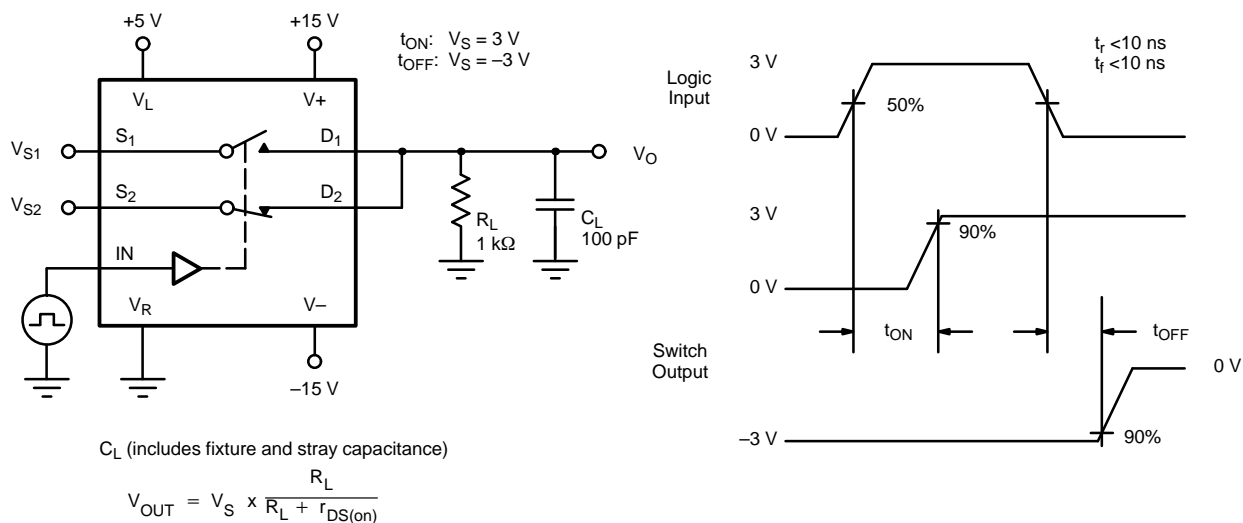 +5 V
+15 V
tON: VS = 3 V
tOFF: VS = –3 V
VL
V+
VS1
S1
D1
VO
VS2
S2
D2
RL
1 kΩ
CL
100 pF
IN
VR
V–
–15 V
CL (includes fixture and stray capacitance)
VOUT = VS x RL / RL + rDS(on)
tr <10 ns
tf <10 ns
Logic
Input
3 V
50%
0 V
3 V
90%
0 V
tON
tOFF
Switch
Output
0 V
–3 V
90%